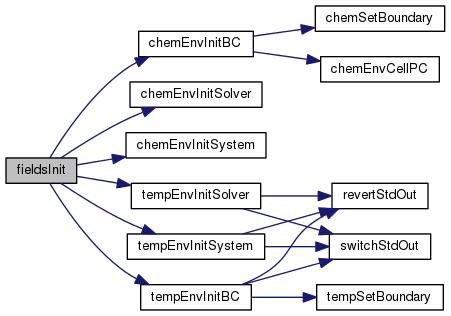 chemSetBoundary
chemEnvInitBC
chemEnvCellPC
chemEnvInitSolver
chemEnvInitSystem
fieldsInit
tempEnvInitSolver
revertStdOut
tempEnvInitSystem
switchStdOut
tempEnvInitBC
tempSetBoundary